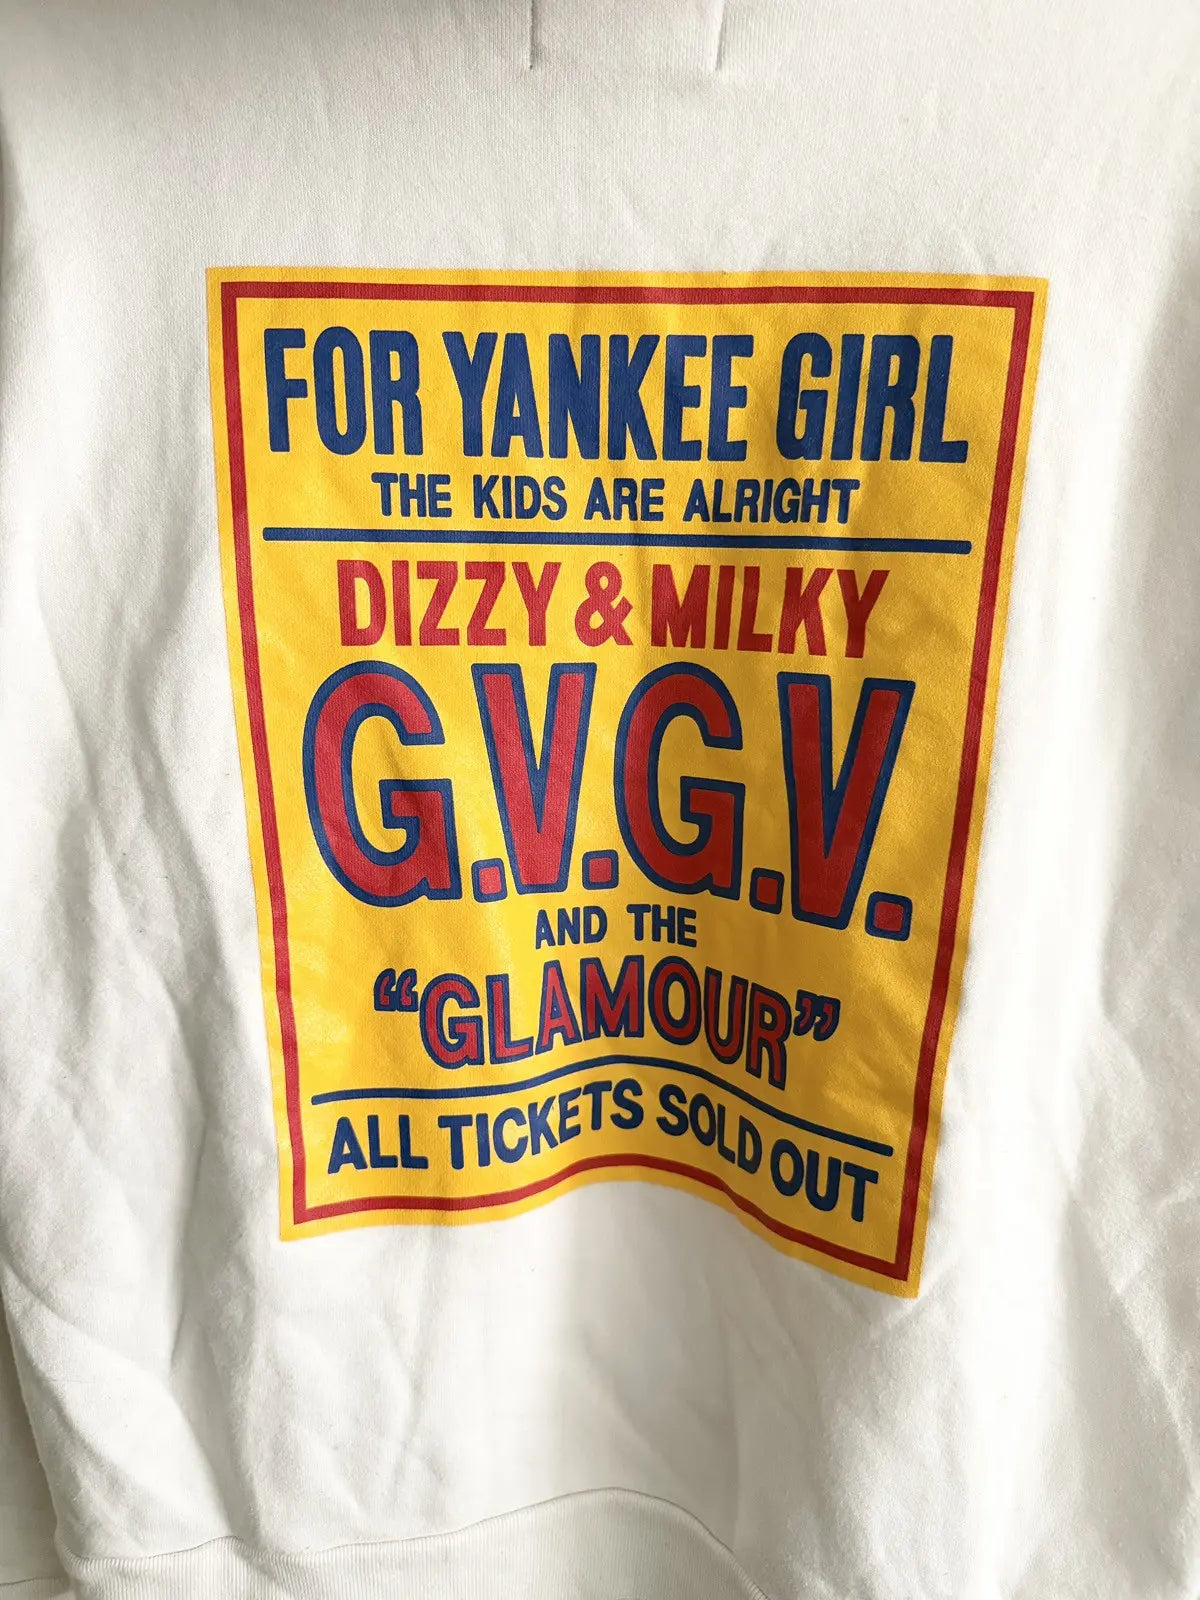 FOR YANKEE GIRL
THE KIDS ARE ALRIGHT
DIZZY & MILKY
G.V.G.V.
AND THE
“GLAMOUR”
ALL TICKETS SOLD OUT